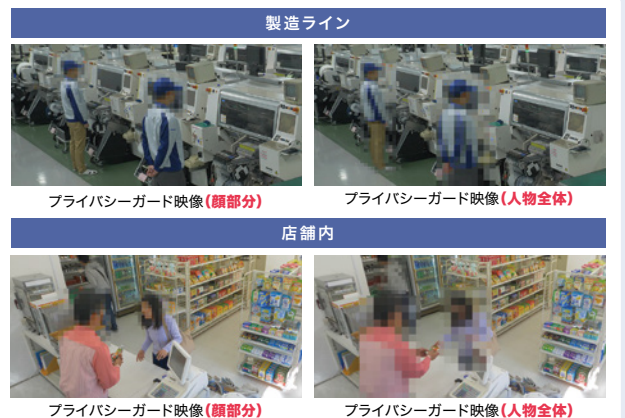 製造ライン
プライバシーガード映像(顔部分)
プライバシーガード映像(人物全体)
店舗内
プライバシーガード映像(顔部分)
プライバシーガード映像(人物全体)